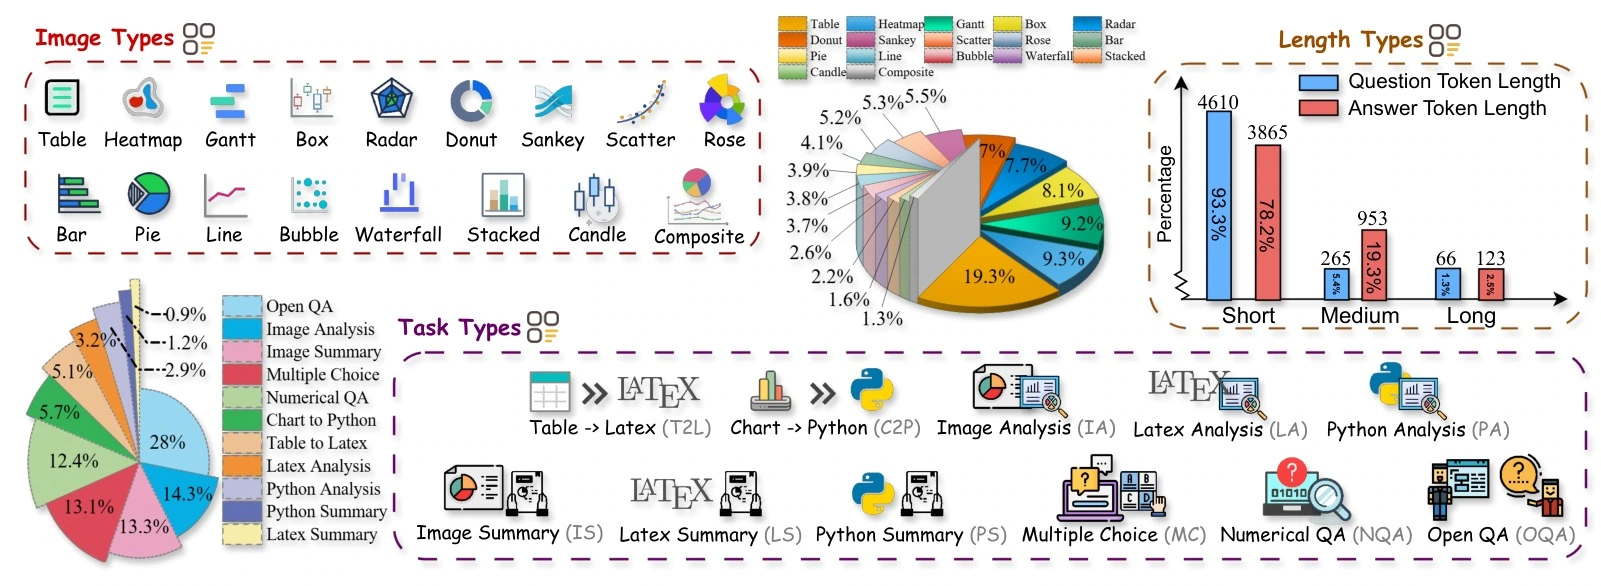 Image Types
Table Heatmap Gantt Box Radar Donut Sankey Scatter Rose
Bar Pie Line Bubble Waterfall Stacked Candle Composite
Table Heatmap Gantt Box Radar
Donut Sankey Scatter Rose Bar
Pie Line Bubble Waterfall Stacked
Candle Composite
7%
7.7%
8.1%
9.2%
9.3%
19.3%
1.3%
1.6%
2.2%
2.6%
3.7%
3.8%
3.9%
4.1%
5.2%
5.3%
5.5%
Length Types
Question Token Length
Answer Token Length
Percentage
4610
93.3%
3865
78.2%
265
5.4%
953
19.3%
66
1.3%
123
2.5%
Short Medium Long
28%
14.3%
13.3%
13.1%
12.4%
5.7%
5.1%
3.2%
2.9%
1.2%
0.9%
Open QA
Image Analysis
Image Summary
Multiple Choice
Numerical QA
Chart to Python
Table to Latex
Latex Analysis
Python Analysis
Python Summary
Latex Summary
Task Types
LATEX
LATEX
Table -> Latex (T2L) Chart -> Python (C2P) Image Analysis (IA) Latex Analysis (LA) Python Analysis (PA)
LATEX
A B
C D
01010
Image Summary (IS) Latex Summary (LS) Python Summary (PS) Multiple Choice (MC) Numerical QA (NQA) Open QA (OQA)